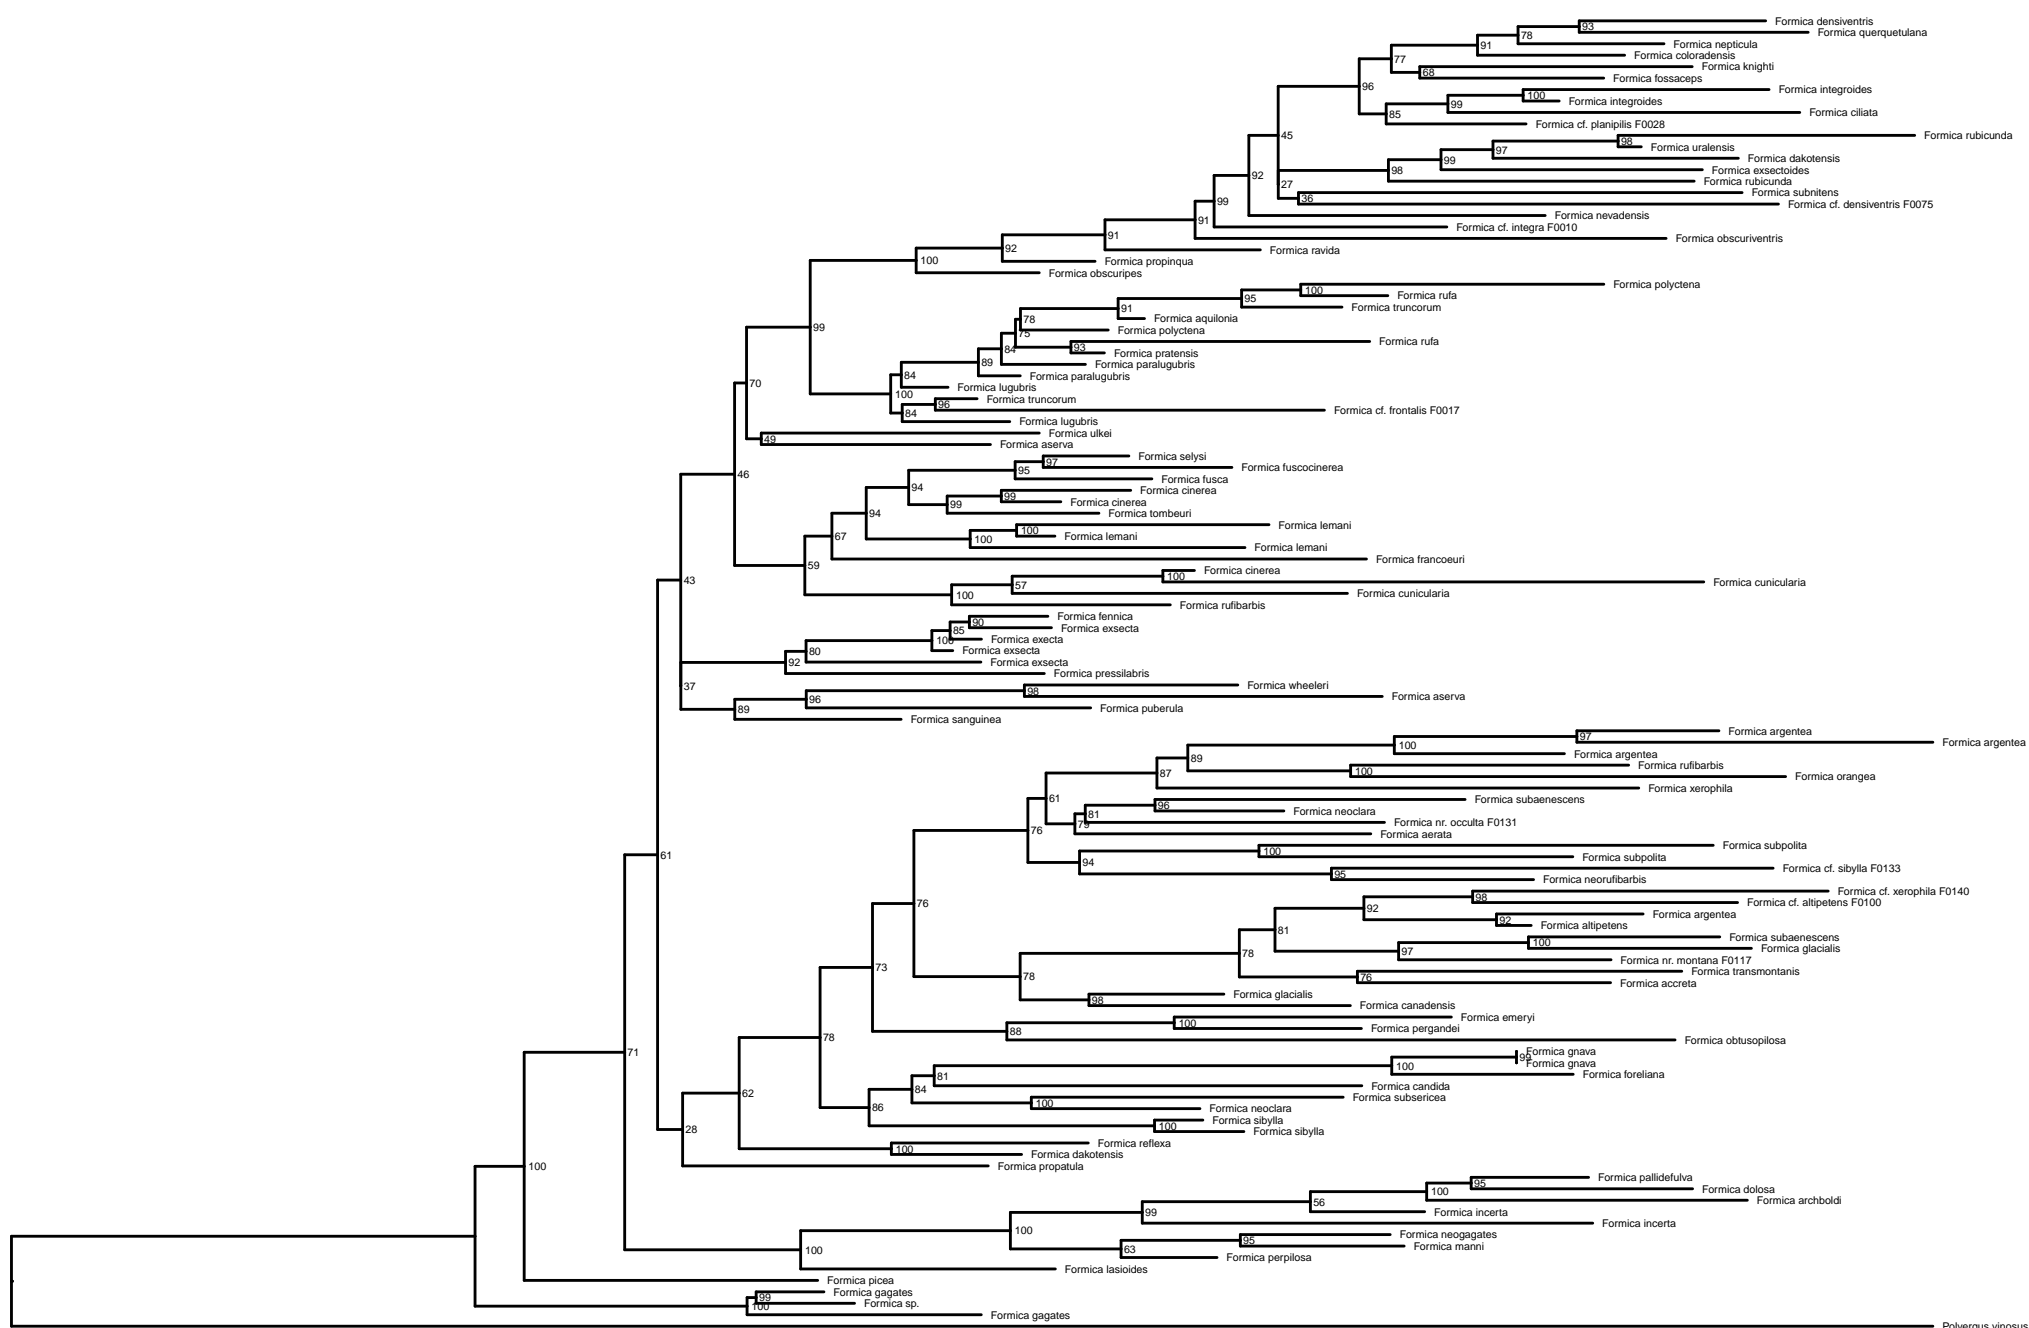 Formica densiventris
93
Formica querquetulana
78
Formica nepticula
91
Formica coloradensis
77
Formica knighti
68
Formica fossaceps
96
Formica integroides
100
Formica integroides
99
Formica ciliata
85
Formica cf. planipilis F0028
45
Formica rubicunda
98
Formica uralensis
97
Formica dakotensis
99
Formica exsectoides
98
Formica rubicunda
27
Formica subnitens
36
Formica cf. densiventris F0075
92
Formica nevadensis
99
Formica cf. integra F0010
91
Formica obscuriventris
91
Formica ravida
92
Formica propinqua
100
Formica obscuripes
Formica polyctena
100
Formica rufa
95
Formica truncorum
91
Formica aquilonia
78
Formica polyctena
75
Formica rufa
93
Formica pratensis
84
Formica paralugubris
89
Formica paralugubris
84
Formica lugubris
99
100
Formica truncorum
96
Formica cf. frontalis F0017
84
Formica lugubris
70
Formica ulkei
49
Formica aserva
46
Formica selysi
97
Formica fuscocinerea
95
Formica fusca
94
Formica cinerea
99
Formica cinerea
99
Formica tombeuri
94
Formica lemani
100
Formica lemani
100
Formica lemani
67
Formica francoeuri
59
Formica cinerea
100
Formica cunicularia
57
Formica cunicularia
100
Formica rufibarbis
43
Formica fennica
90
Formica exsecta
85
Formica execta
100
Formica exsecta
80
Formica exsecta
92
Formica pressilabris
37
Formica wheeleri
98
Formica aserva
96
Formica puberula
89
Formica sanguinea
61
Formica argentea
97
Formica argentea
100
Formica argentea
89
Formica rufibarbis
100
Formica orangea
87
Formica xerophila
61
Formica subaenescens
96
Formica neoclara
81
Formica nr. occulta F0131
79
Formica aerata
76
Formica subpolita
100
Formica subpolita
94
Formica cf. sibylla F0133
95
Formica neorufibarbis
76
Formica cf. xerophila F0140
98
Formica cf. altipetens F0100
92
Formica argentea
92
Formica altipetens
81
Formica subaenescens
100
Formica glacialis
97
Formica nr. montana F0117
78
Formica transmontanis
76
Formica accreta
78
Formica glacialis
98
Formica canadensis
73
Formica emeryi
100
Formica pergandei
88
Formica obtusopilosa
78
Formica gnava
99
Formica gnava
100
Formica foreliana
81
Formica candida
84
Formica subsericea
100
Formica neoclara
86
Formica sibylla
100
Formica sibylla
62
Formica reflexa
100
Formica dakotensis
28
Formica propatula
71
Formica pallidefulva
95
Formica dolosa
100
Formica archboldi
56
Formica incerta
99
Formica incerta
100
Formica neogagates
95
Formica manni
63
Formica perpilosa
100
Formica lasioides
100
Formica picea
Formica gagates
99
Formica sp.
100
Formica gagates
Polyergus vinosus